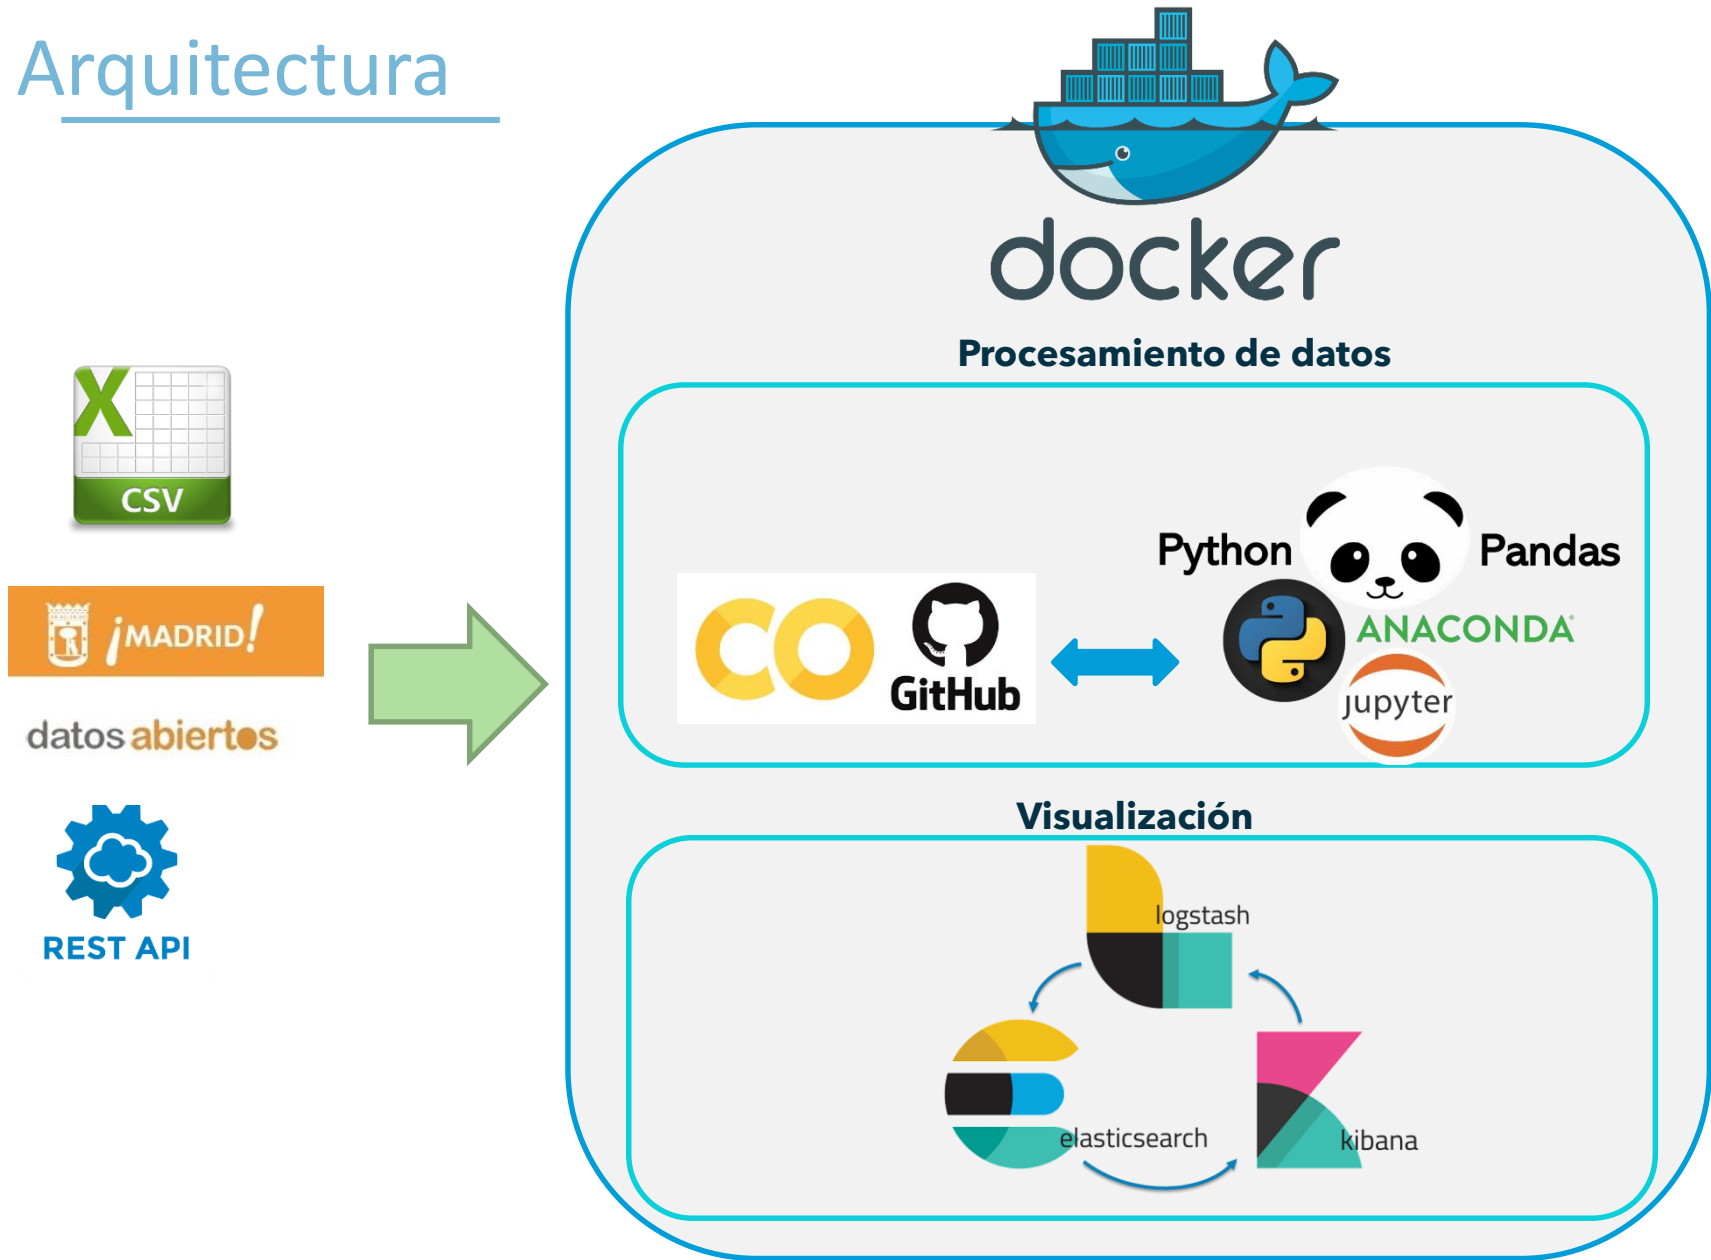 Arquitectura
docker
Procesamiento de datos
X
CSV
¡MADRID!
datos abiertos
REST API
CO
GitHub
Python
Pandas
ANACONDA
jupyter
Visualización
logstash
elasticsearch
kibana